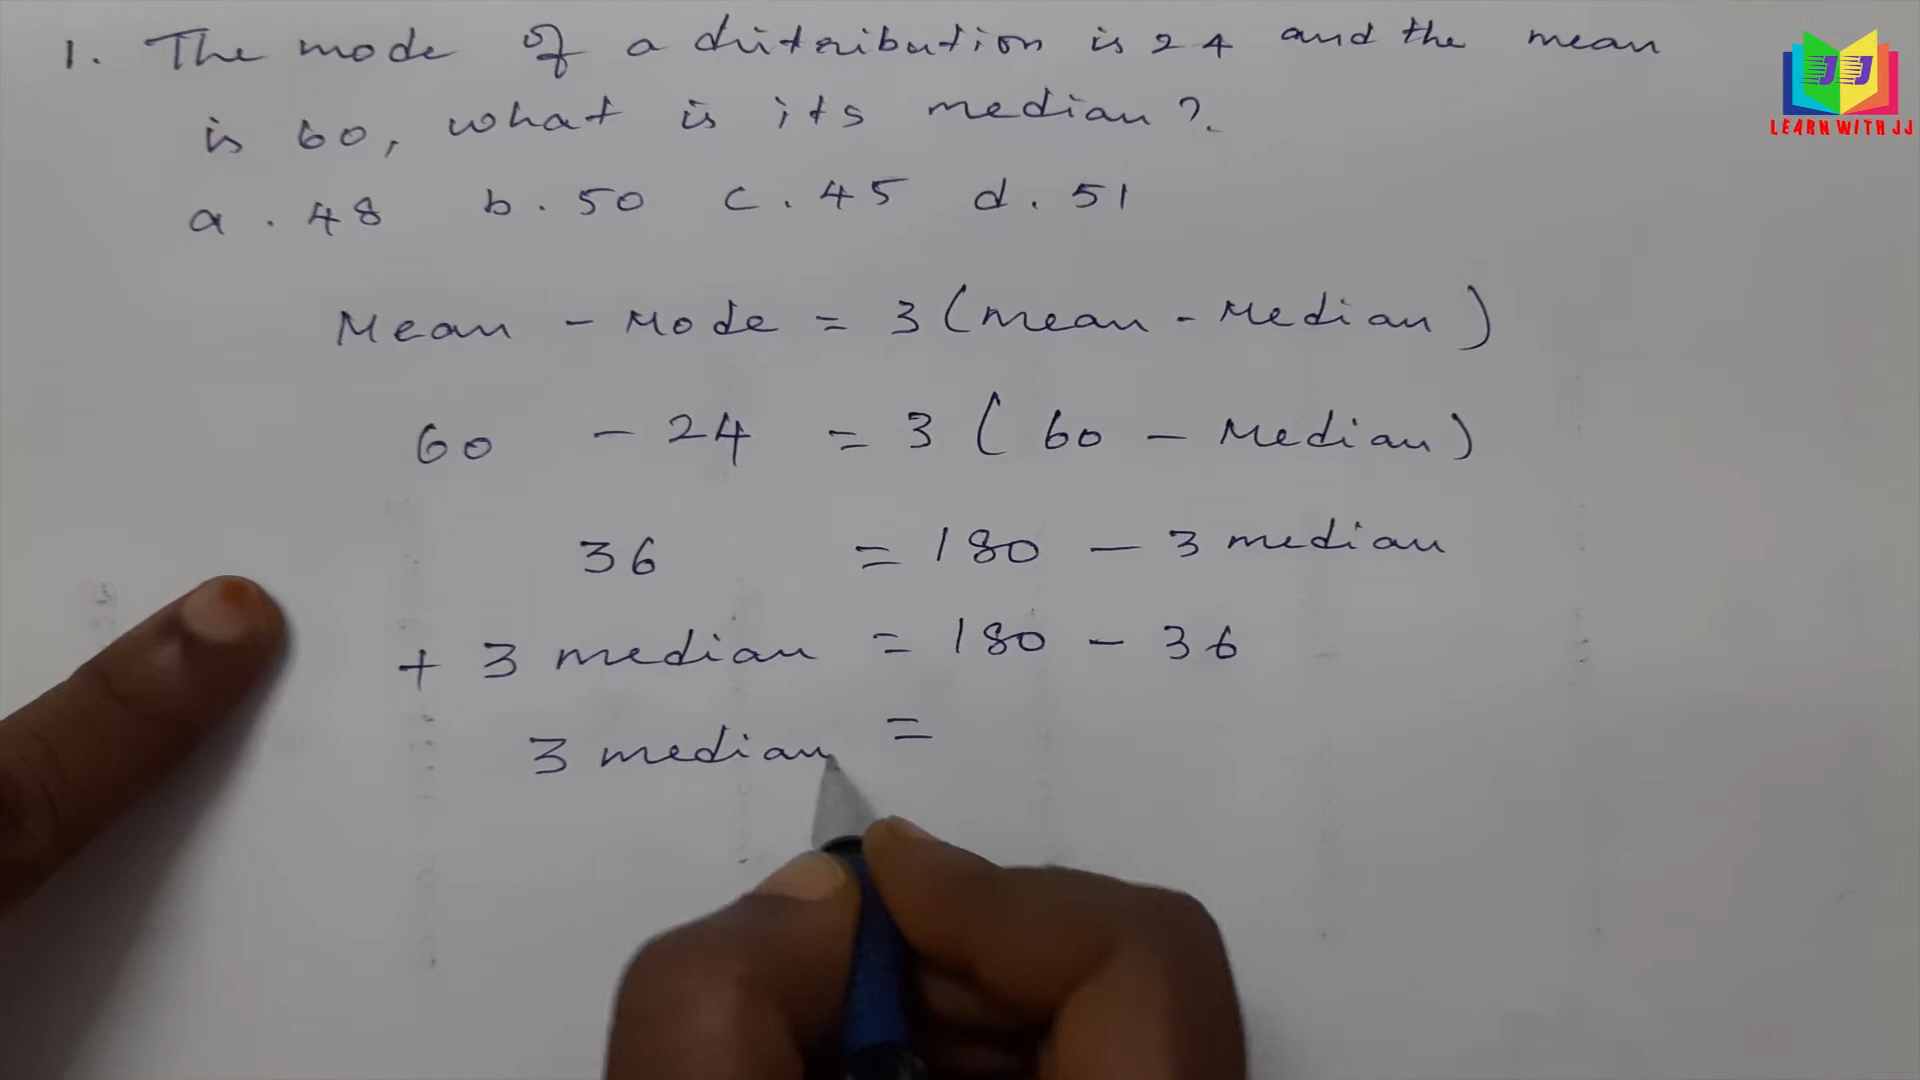 1. The mode of a distribution is 24 and the mean
is 60, what is its median?.
a. 48 b. 50 c. 45 d. 51
Mean - Mode = 3 (mean - Median)
60 - 24 = 3 ( 60 - Median)
36 = 180 - 3 median
+ 3 median = 180 - 36
3 median =
JJ
LEARN WITH JJ